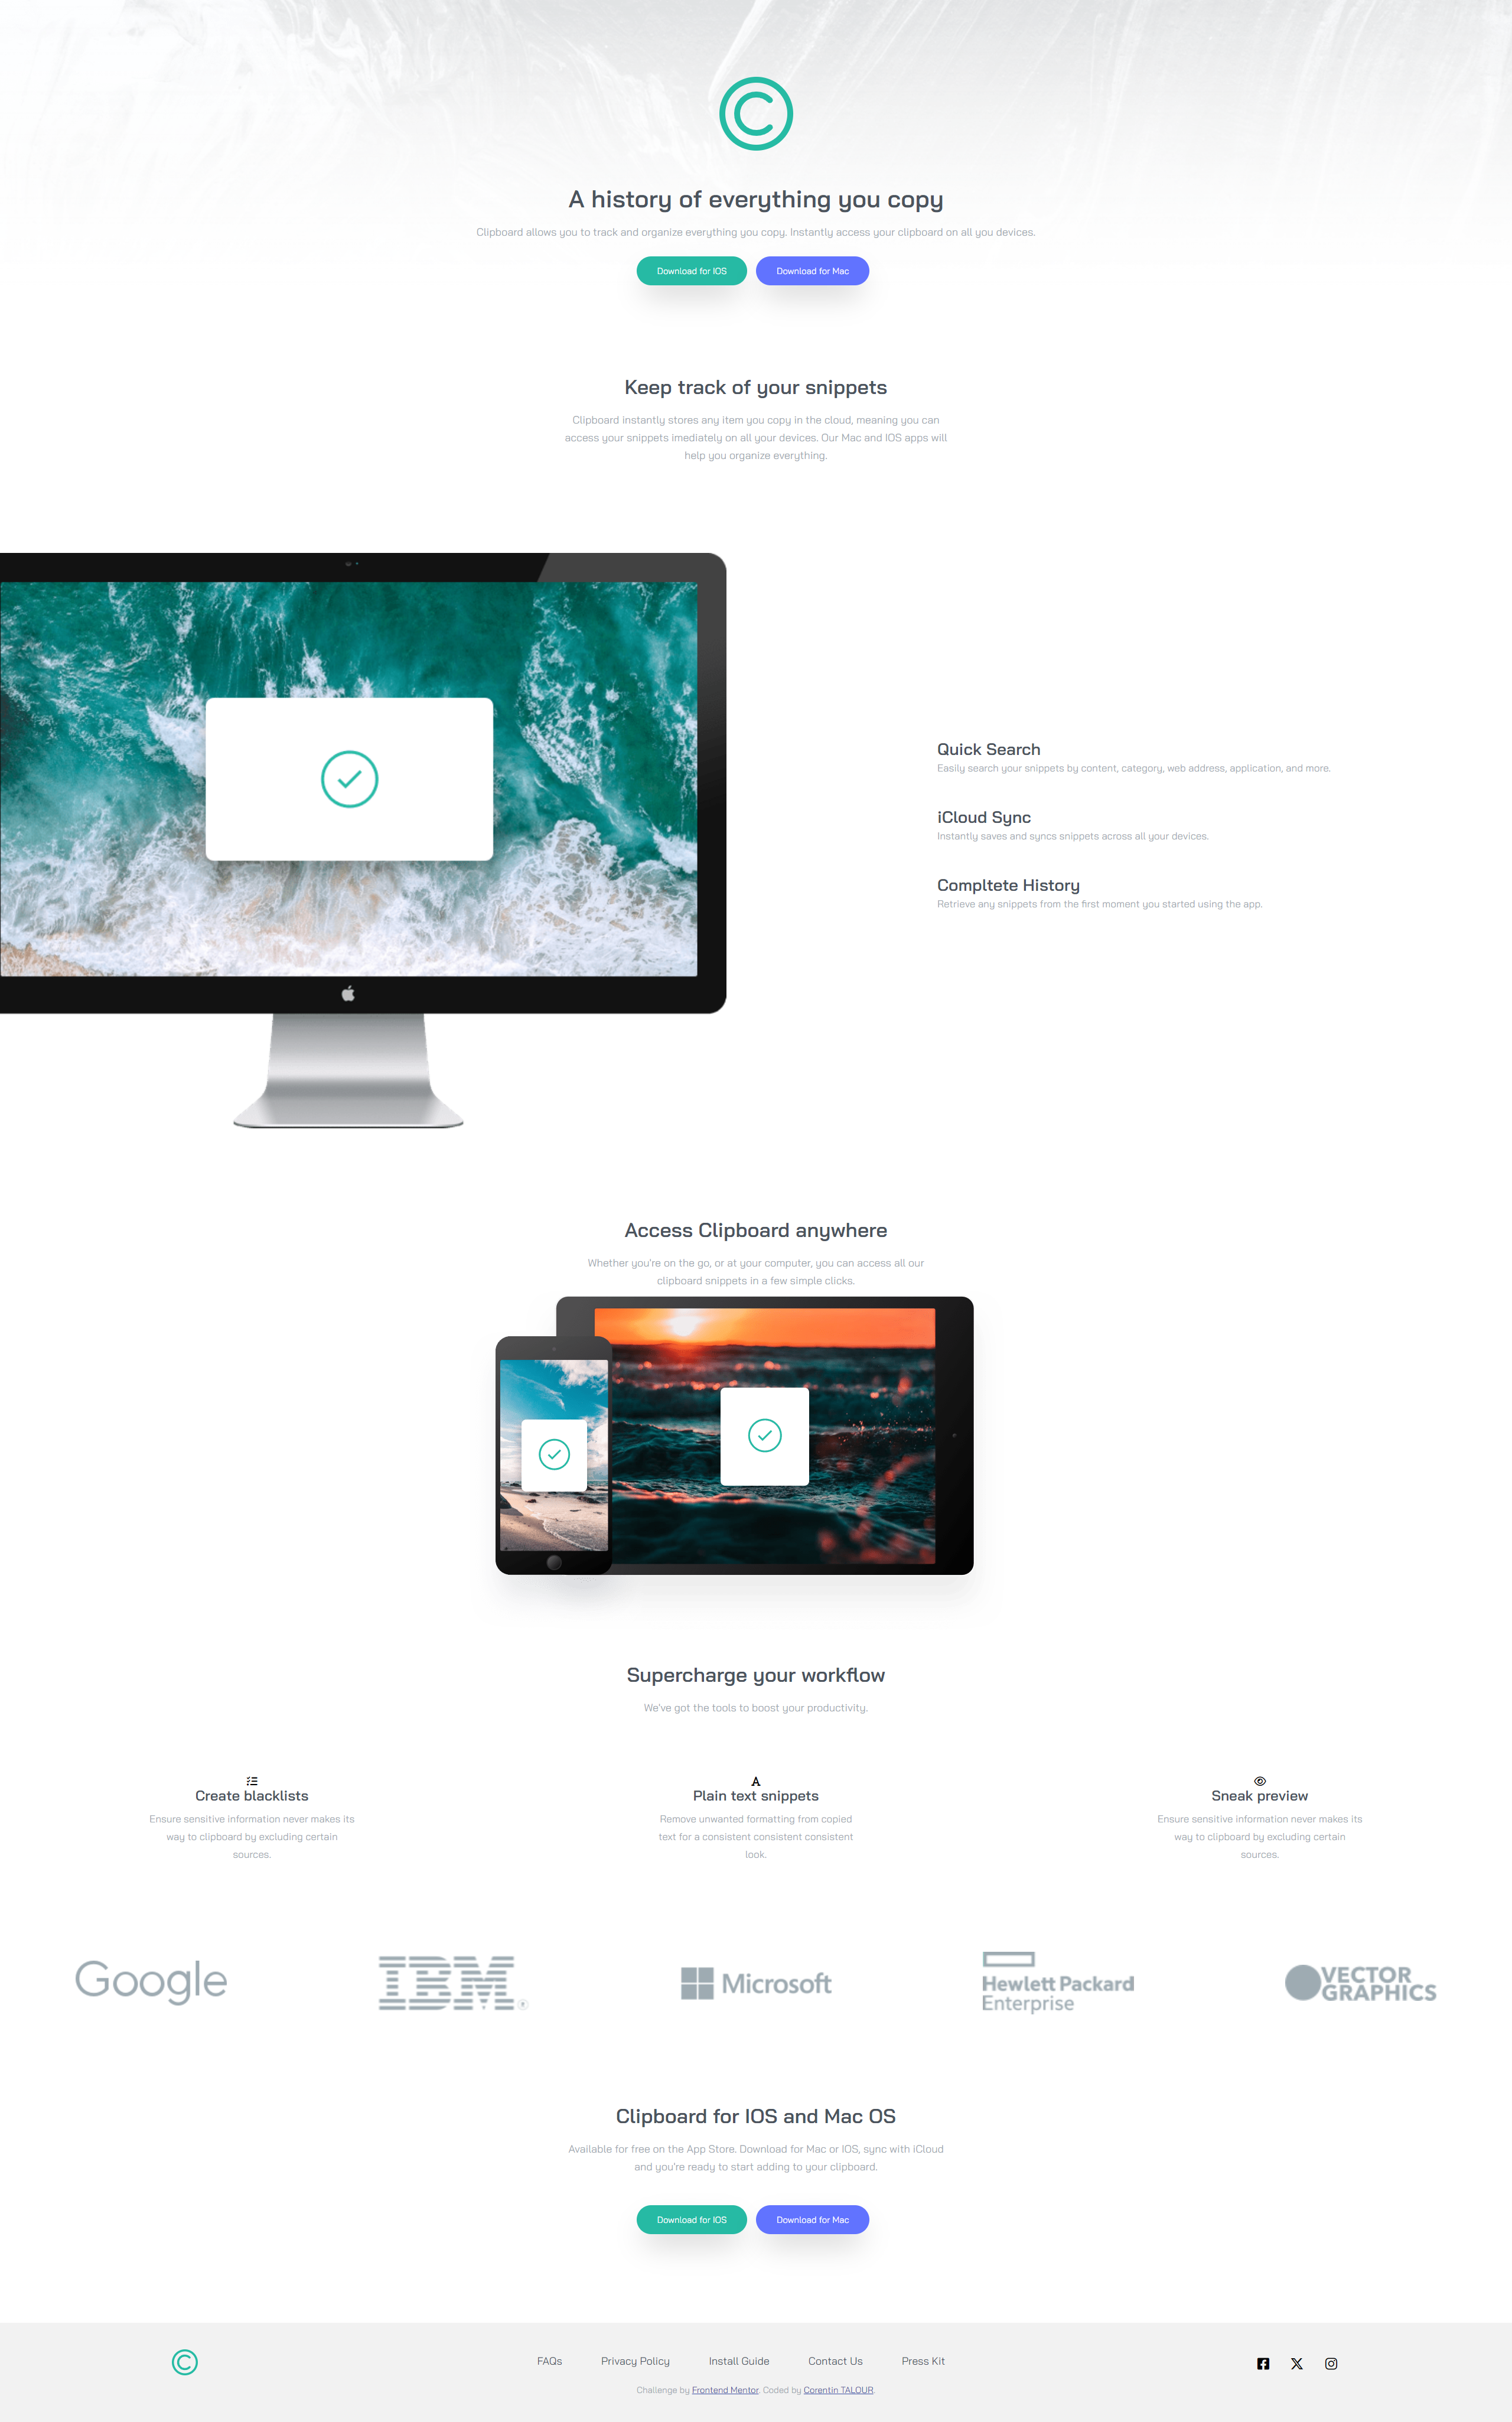 A history of everything you copy
Clipboard allows you to track and organize everything you copy. Instantly access your clipboard on all you devices.
Download for IOS
Download for Mac
Keep track of your snippets
Clipboard instantly stores any item you copy in the cloud, meaning you can
access your snippets imediately on all your devices. Our Mac and IOS apps will
help you organize everything.
Quick Search
Easily search your snippets by content, category, web address, application, and more.
iCloud Sync
Instantly saves and syncs snippets across all your devices.
Compltete History
Retrieve any snippets from the first moment you started using the app.
Access Clipboard anywhere
Whether you're on the go, or at your computer, you can access all our
clipboard snippets in a few simple clicks.
Supercharge your workflow
We've got the tools to boost your productivity.
Create blacklists
Ensure sensitive information never makes its
way to clipboard by excluding certain
sources.
Plain text snippets
Remove unwanted formatting from copied
text for a consistent consistent consistent
look.
Sneak preview
Ensure sensitive information never makes its
way to clipboard by excluding certain
sources.
Google
IBM
Microsoft
Hewlett Packard
Enterprise
VECTOR
GRAPHICS
Clipboard for IOS and Mac OS
Available for free on the App Store. Download for Mac or IOS, sync with iCloud
and you're ready to start adding to your clipboard.
Download for IOS
Download for Mac
FAQs
Privacy Policy
Install Guide
Contact Us
Press Kit
Challenge by Frontend Mentor. Coded by Corentin TALOUR.